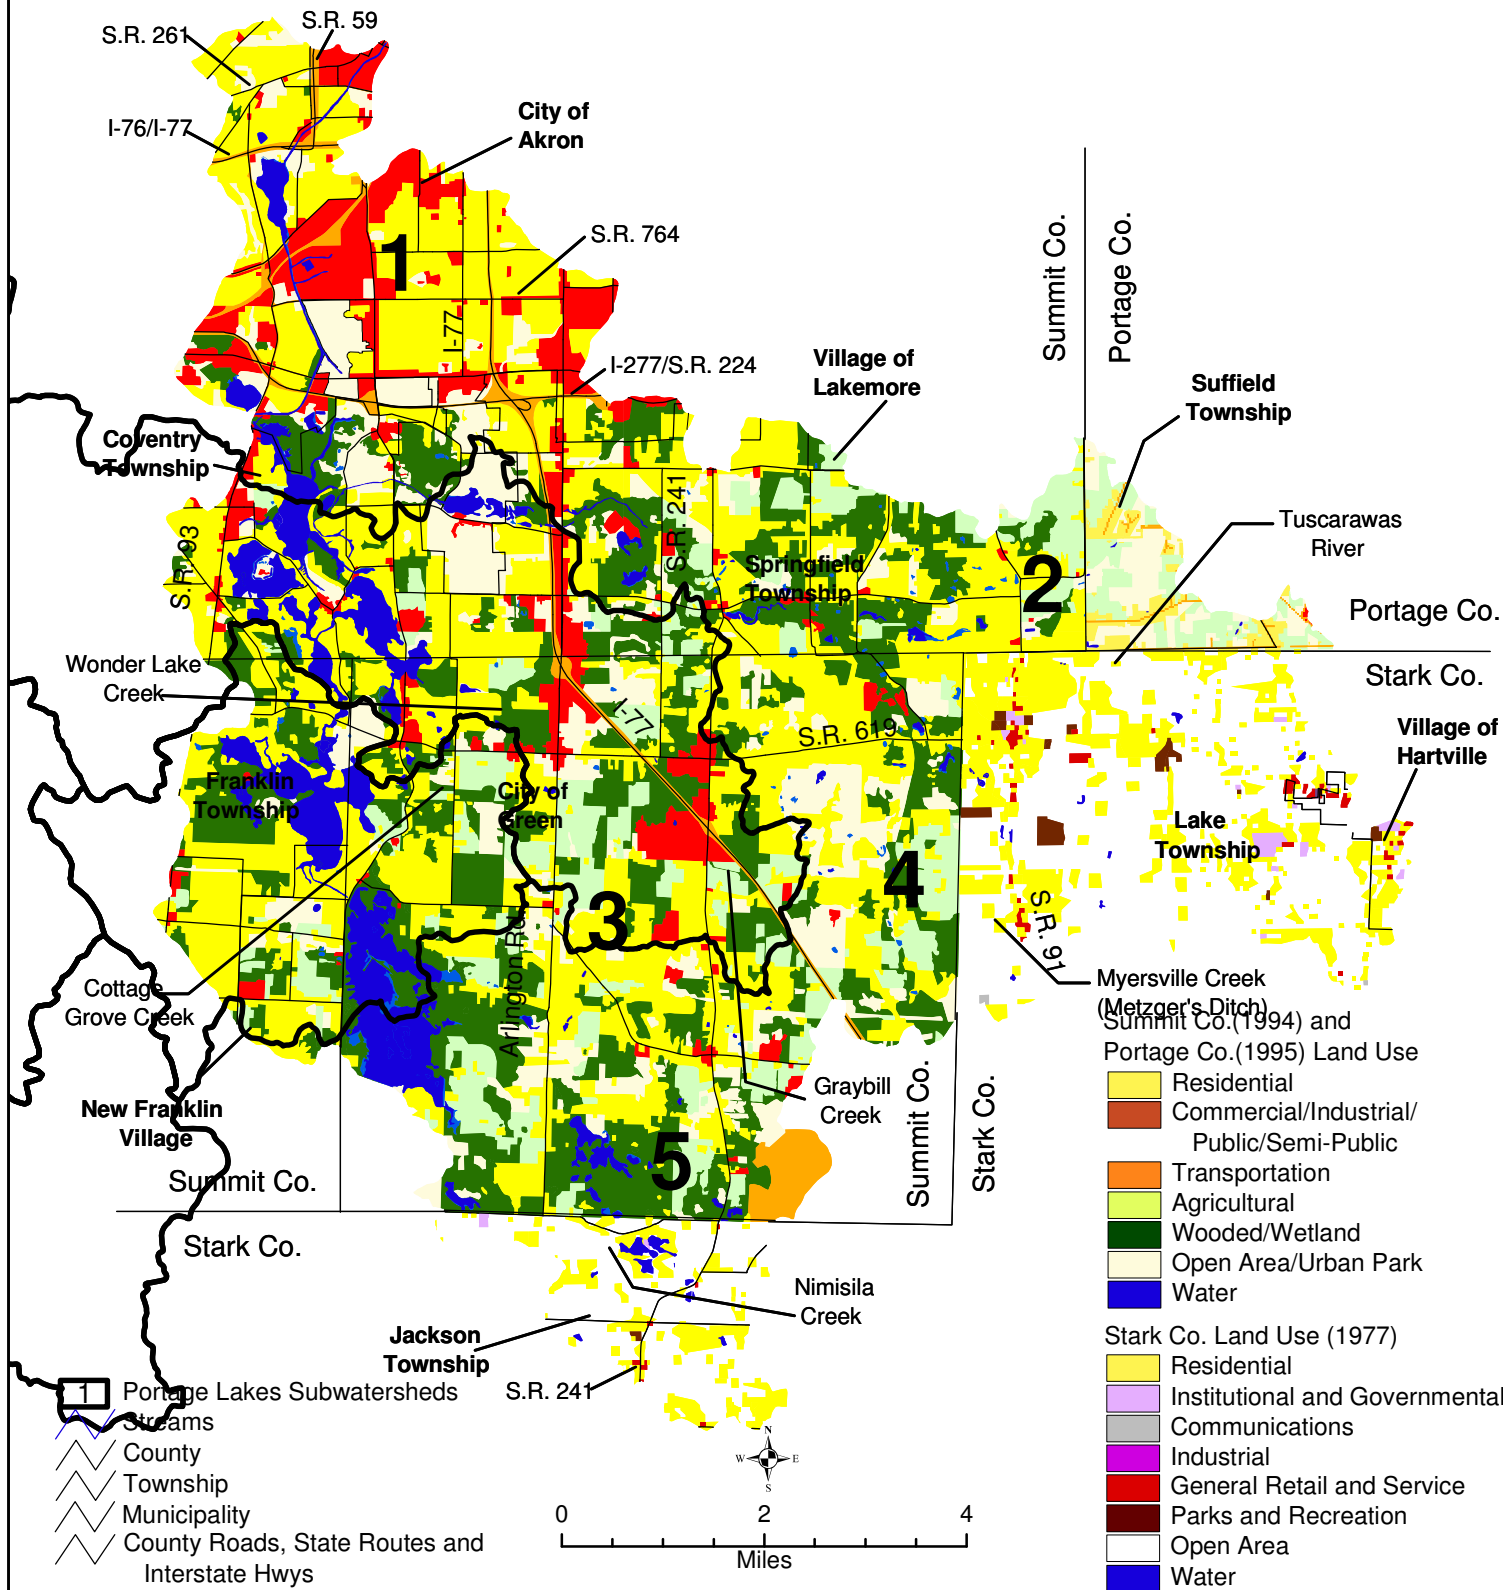 S.R. 59
S.R. 261
City of
Akron
I-76/I-77
1
S.R. 764
Summit Co.
Portage Co.
I-77
I-277/S.R. 224
Village of
Lakemore
Suffield
Township
Coventry
Township
S.R. 241
S.R. 93
Tuscarawas
River
Springfield
Township
2
Portage Co.
Stark Co.
Wonder Lake
Creek
I-77
S.R. 619
Village of
Hartville
Franklin
Township
City of
Green
Lake
Township
4
3
S.R. 91
Arlington Rd.
Cottage
Grove Creek
Myersville Creek
(Metzger's Ditch)
Graybill
Creek
Summit Co.
Stark Co.
New Franklin
Village
5
Summit Co.
Stark Co.
Nimisila
Creek
Jackson
Township
S.R. 241
Summit Co.(1994) and
Portage Co.(1995) Land Use
Residential
Commercial/Industrial/
Public/Semi-Public
Transportation
Agricultural
Wooded/Wetland
Open Area/Urban Park
Water
Stark Co. Land Use (1977)
Residential
Institutional and Governmental
Communications
Industrial
General Retail and Service
Parks and Recreation
Open Area
Water
1 Portage Lakes Subwatersheds
Streams
County
Township
Municipality
County Roads, State Routes and
Interstate Hwys
N
W E
S
0 2 4
Miles